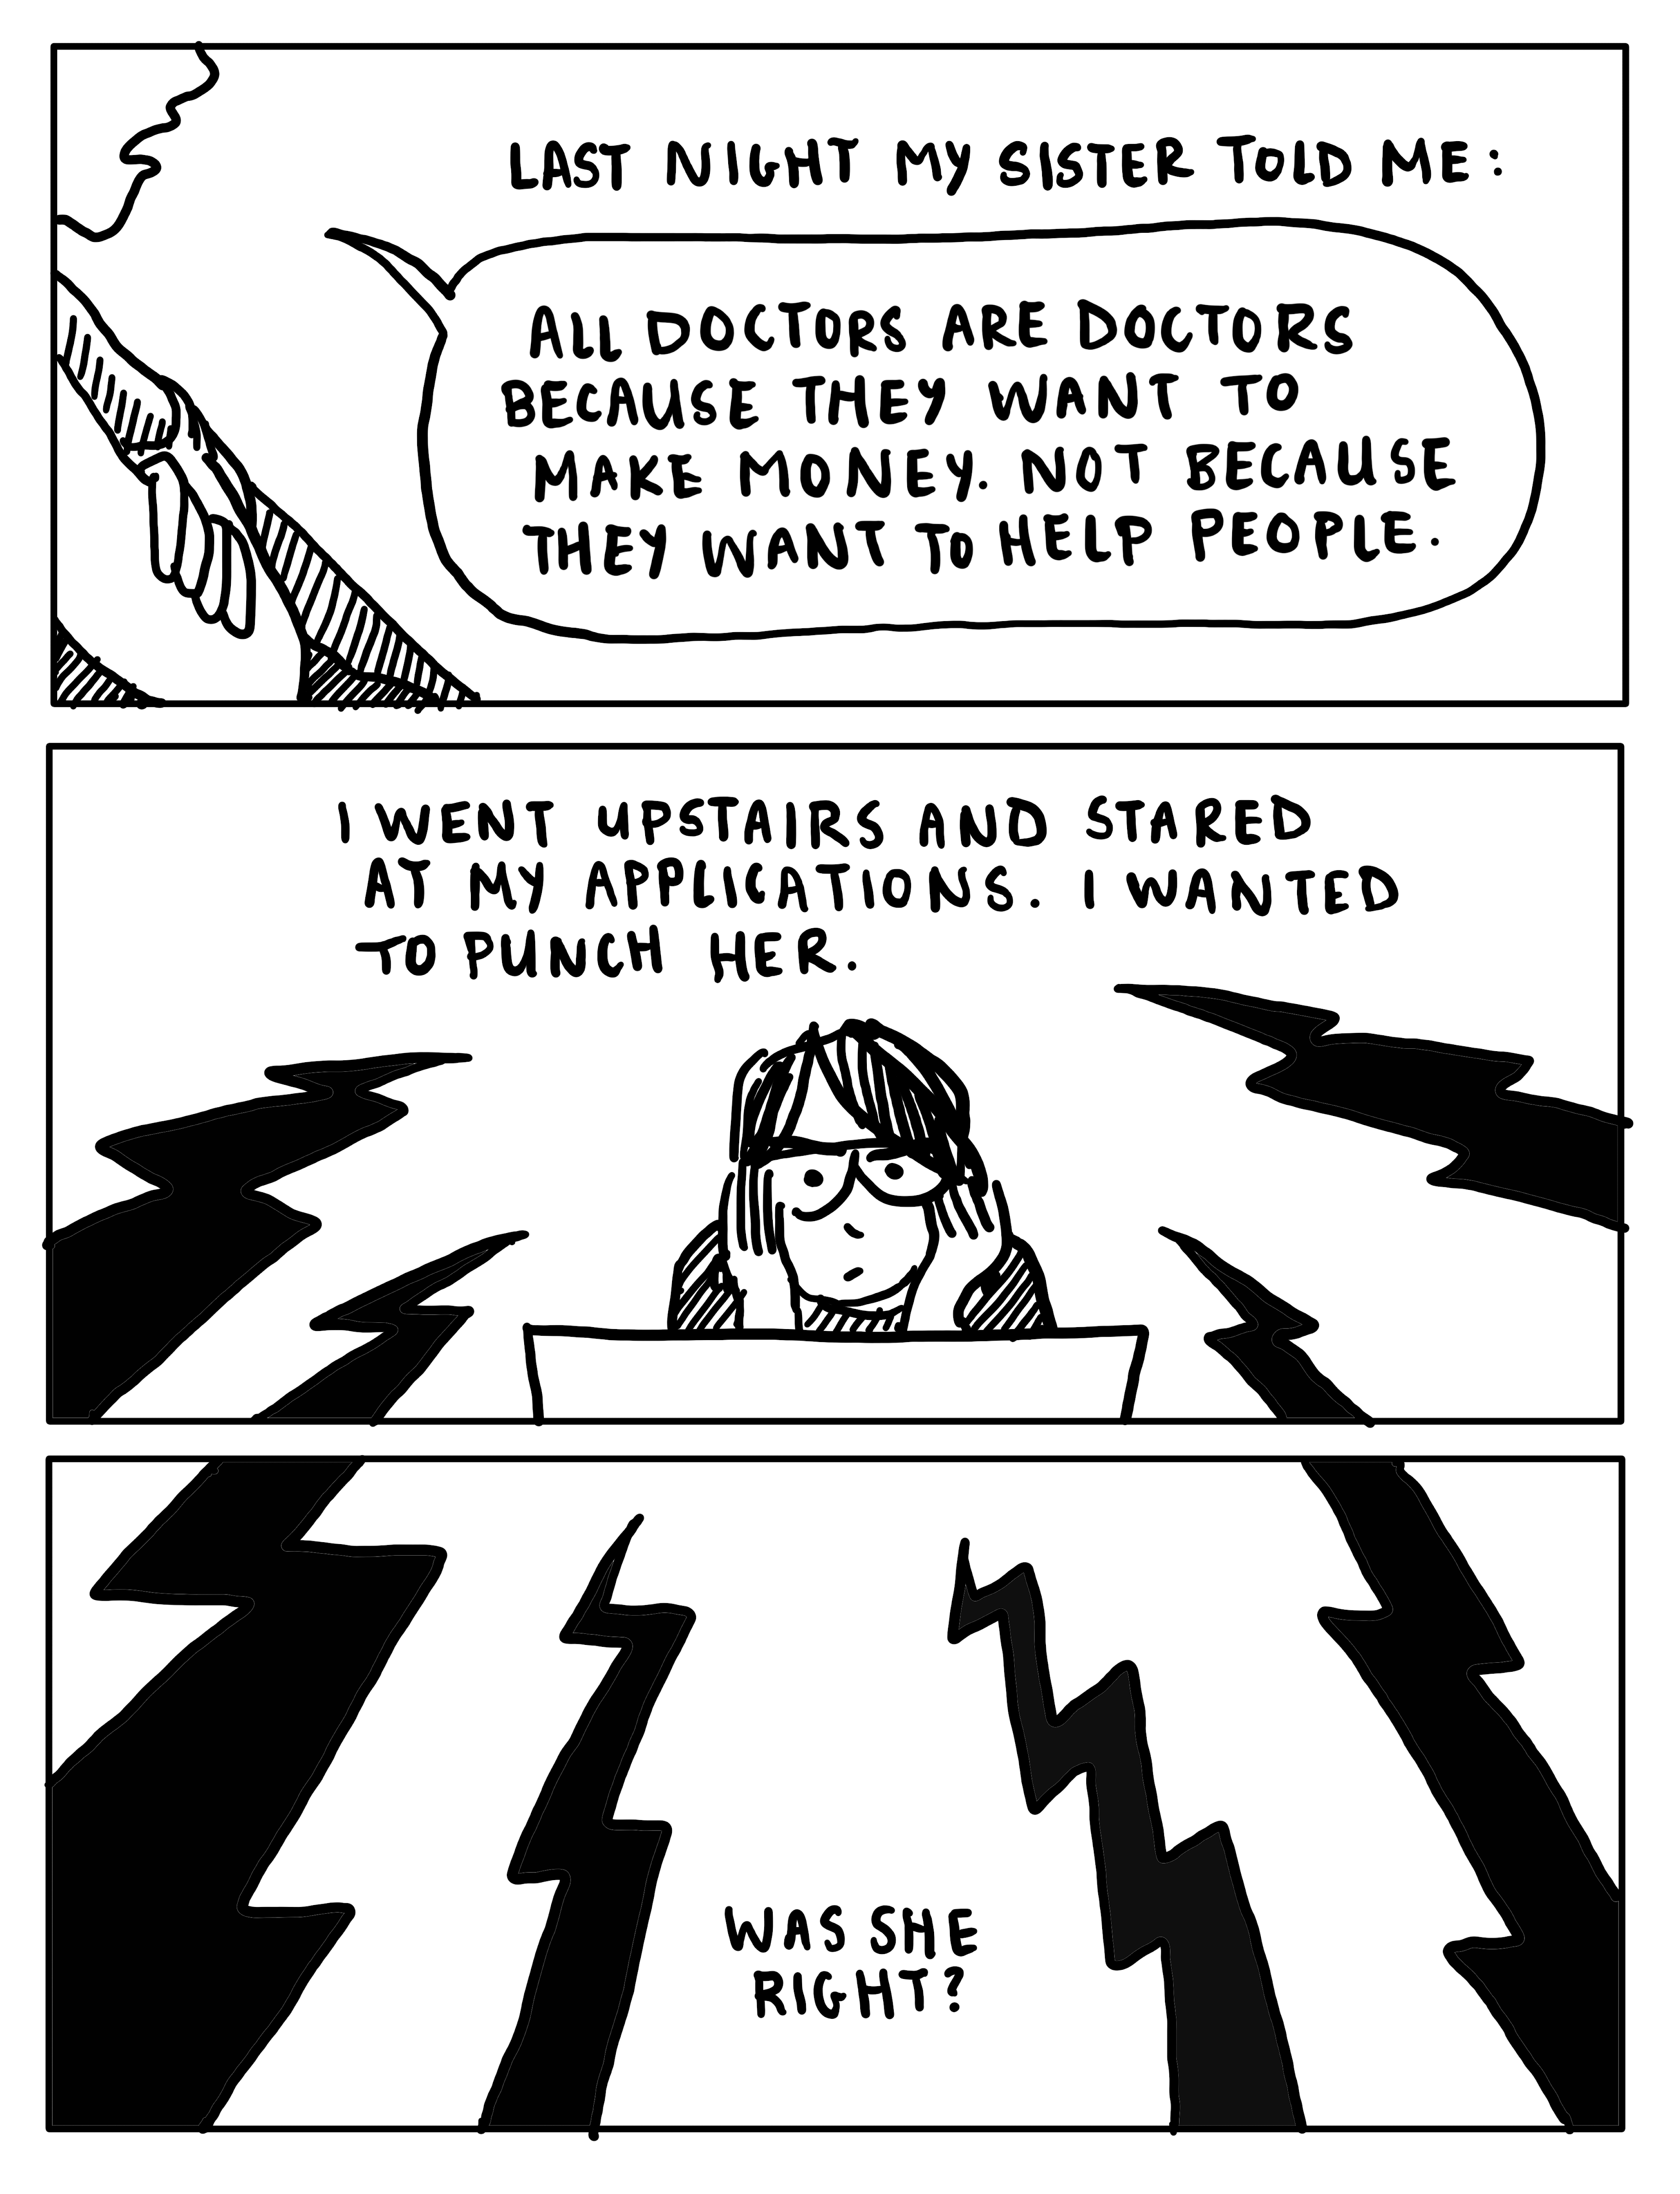 LAST NIGHT MY SISTER TOLD ME:
ALL DOCTORS ARE DOCTORS
BECAUSE THEY WANT TO
MAKE MONEY. NOT BECAUSE
THEY WANT TO HELP PEOPLE.
I WENT UPSTAIRS AND STARED
AT MY APPLICATIONS. I WANTED
TO PUNCH HER.
WAS SHE
RIGHT?